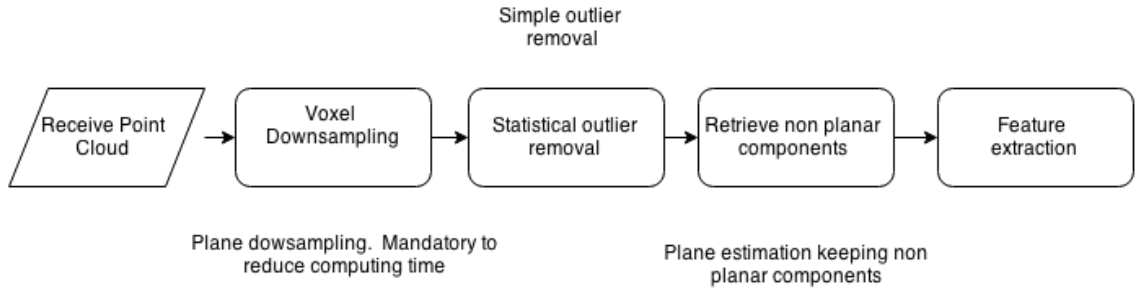 Simple outlier
removal
Receive Point
Cloud
Voxel
Downsampling
Statistical outlier
removal
Retrieve non planar
components
Feature
extraction
Plane dowsampling.  Mandatory to
reduce computing time
Plane estimation keeping non
planar components